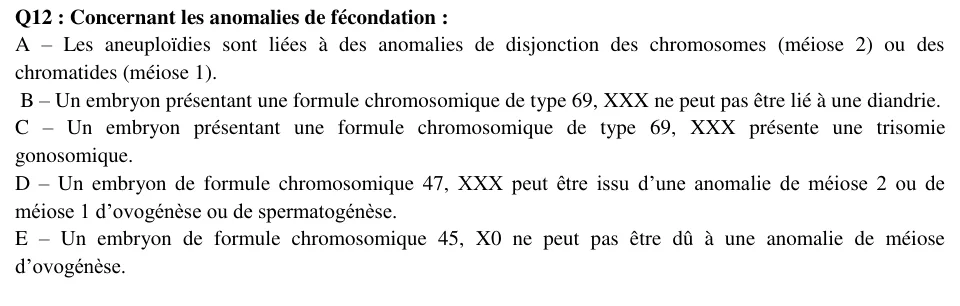 Q12 : Concernant les anomalies de fécondation :
A – Les aneuploïdies sont liées à des anomalies de disjonction des chromosomes (méiose 2) ou des
chromatides (méiose 1).
B – Un embryon présentant une formule chromosomique de type 69, XXX ne peut pas être lié à une diandrie.
C – Un embryon présentant une formule chromosomique de type 69, XXX présente une trisomie
gonosomique.
D – Un embryon de formule chromosomique 47, XXX peut être issu d’une anomalie de méiose 2 ou de
méiose 1 d’ovogénèse ou de spermatogénèse.
E – Un embryon de formule chromosomique 45, X0 ne peut pas être dû à une anomalie de méiose
d’ovogénèse.